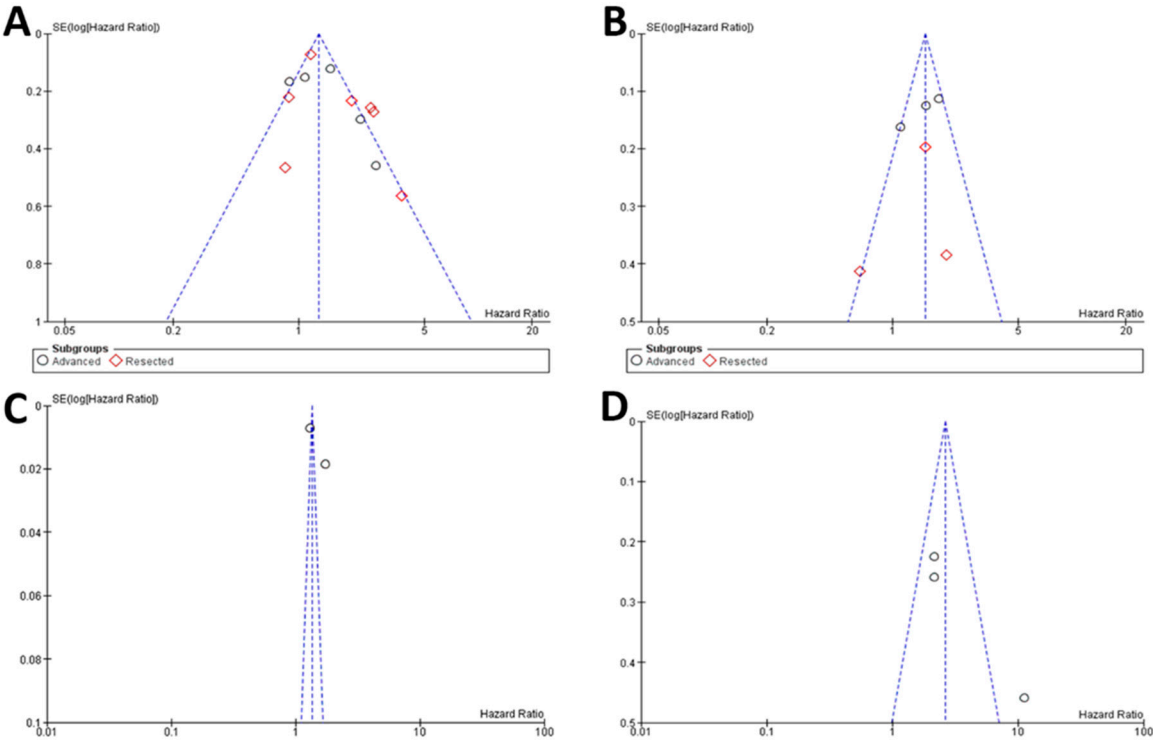 A
SE(log[Hazard Ratio])
0
0.2
0.4
0.6
0.8
1
0.05 0.2 1 5 20
Hazard Ratio
Subgroups
Advanced Resected
B
SE(log[Hazard Ratio])
0
0.1
0.2
0.3
0.4
0.5
0.05 0.2 1 5 20
Hazard Ratio
Subgroups
Advanced Resected
C
SE(log[Hazard Ratio])
0
0.02
0.04
0.06
0.08
0.1
0.01 0.1 1 10 100
Hazard Ratio
D
SE(log[Hazard Ratio])
0
0.1
0.2
0.3
0.4
0.5
0.01 0.1 1 10 100
Hazard Ratio